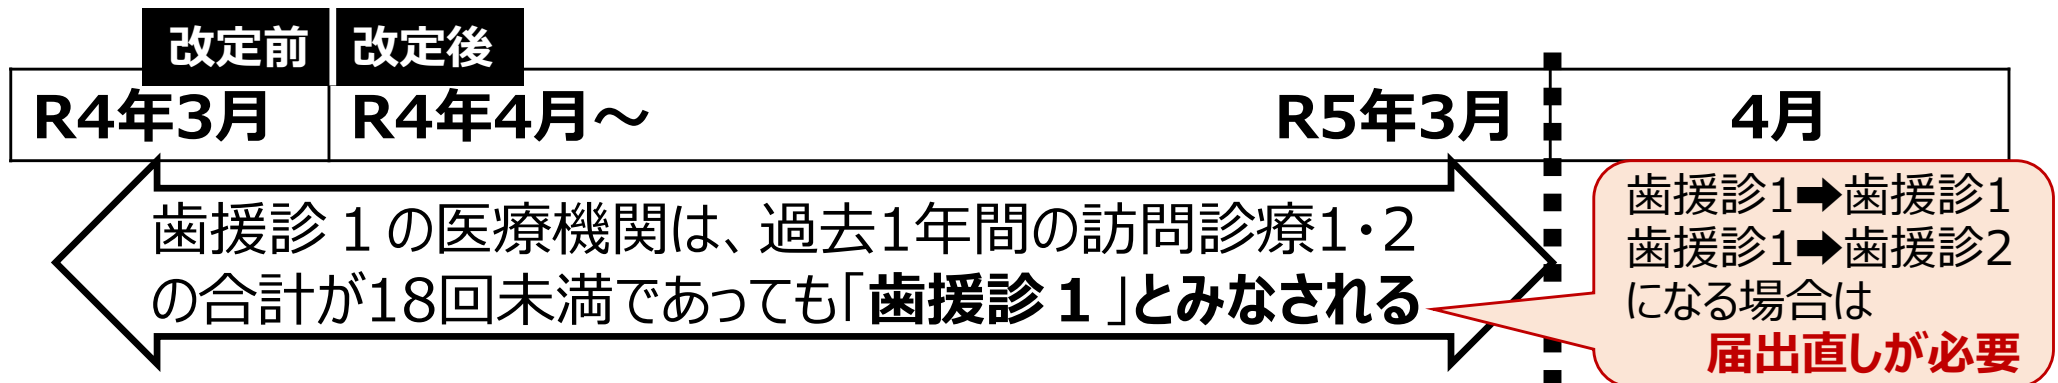 改定前 改定後
R4年3月 R4年4月～ R5年3月 4月
歯援診１の医療機関は、過去1年間の訪問診療1・2
の合計が18回未満であっても「歯援診１」とみなされる
歯援診1➡歯援診1
歯援診1➡歯援診2
になる場合は
届出直しが必要